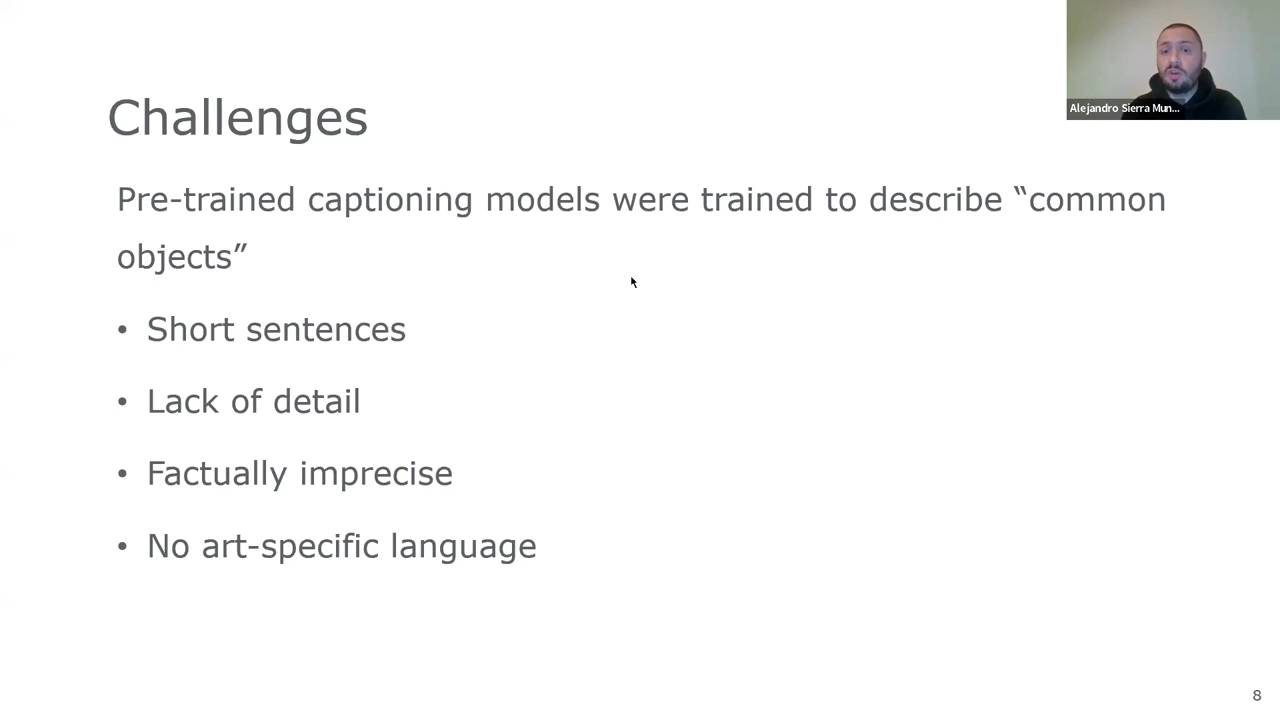 Alejandro Sierra Mun...
Challenges
Pre-trained captioning models were trained to describe “common
objects”
• Short sentences
• Lack of detail
• Factually imprecise
• No art-specific language
8